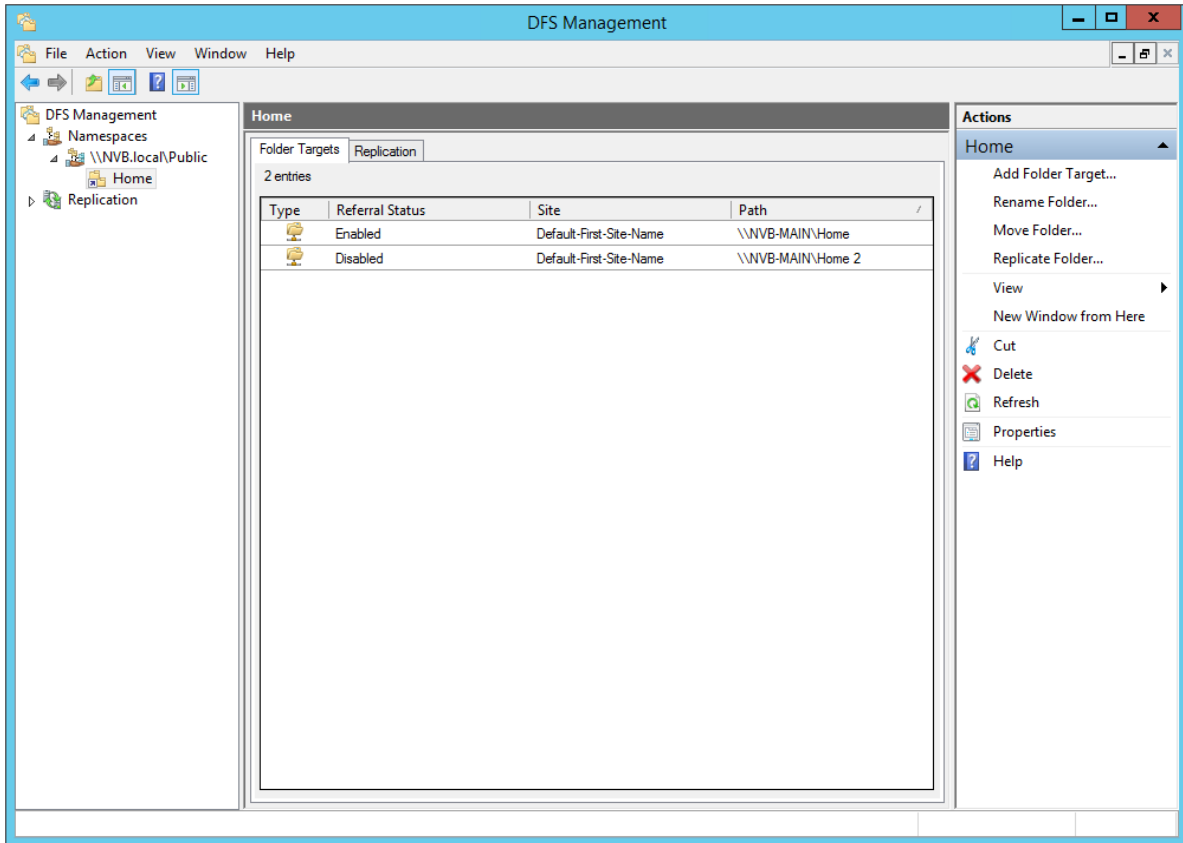 DFS Management
File Action View Window Help
DFS Management
Namespaces
\\NVB.local\Public
Home
Replication
Home
Folder Targets Replication
2 entries
Type Referral Status Site Path
Enabled Default-First-Site-Name \\NVB-MAIN\Home
Disabled Default-First-Site-Name \\NVB-MAIN\Home 2
Actions
Home
Add Folder Target...
Rename Folder...
Move Folder...
Replicate Folder...
View
New Window from Here
Cut
Delete
Refresh
Properties
Help